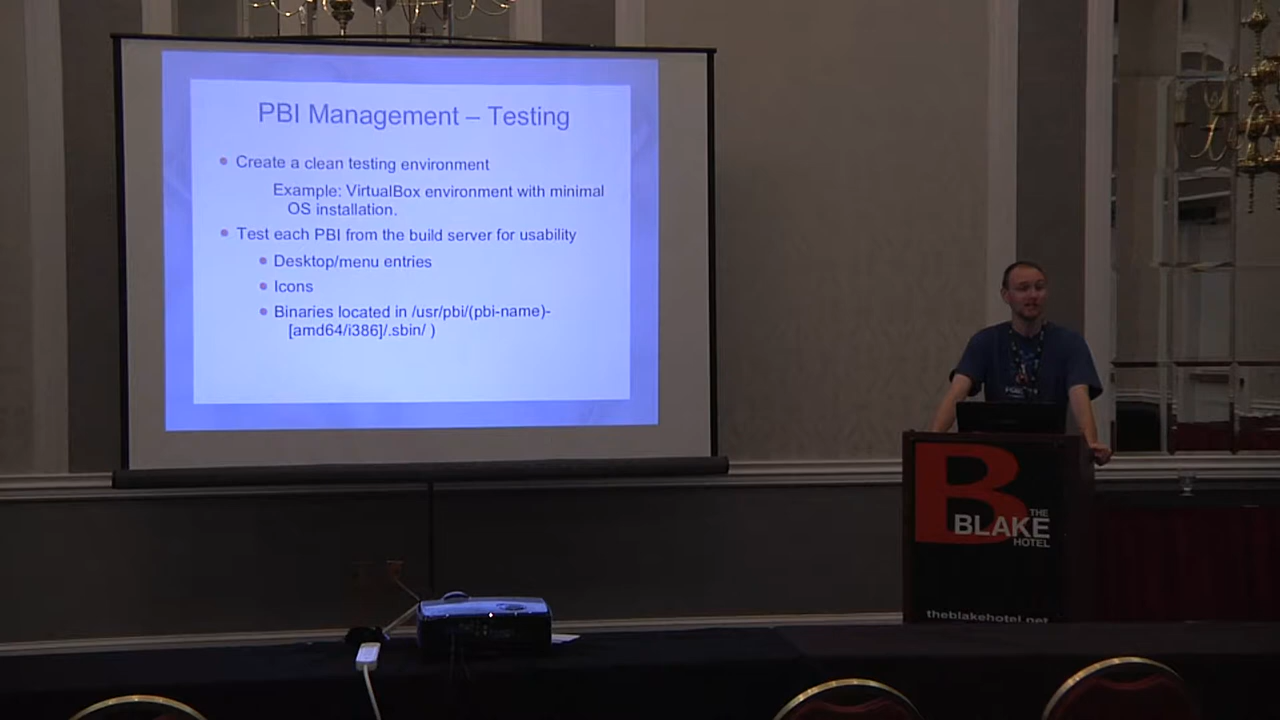 PBI Management – Testing
Create a clean testing environment
Example: VirtualBox environment with minimal
OS installation.
Test each PBI from the build server for usability
Desktop/menu entries
Icons
Binaries located in /usr/pbi/(pbi-name)-
[amd64/i386]/.sbin/ )
B
THE
BLAKE
HOTEL
theblakehotel.net